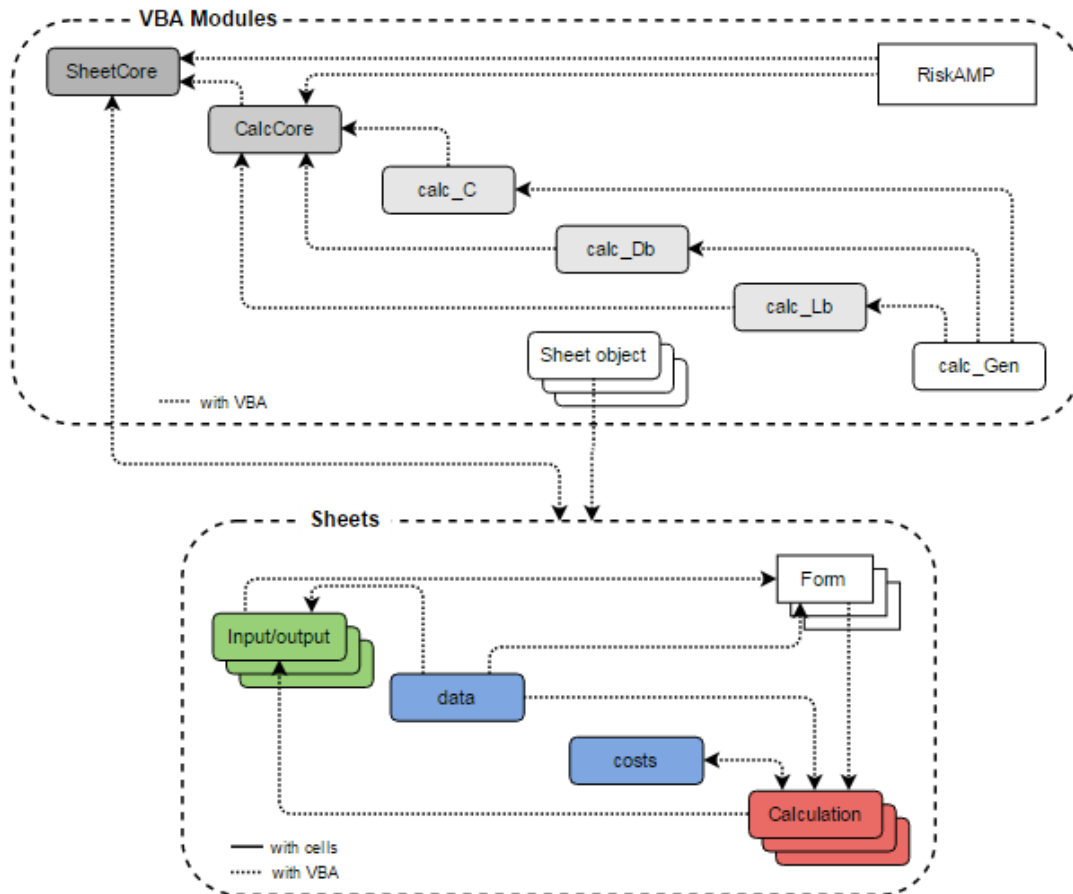 VBA Modules
SheetCore
RiskAMP
CalcCore
calc_C
calc_Db
calc_Lb
Sheet object
calc_Gen
with VBA
Sheets
Form
Input/output
data
costs
Calculation
with cells
with VBA